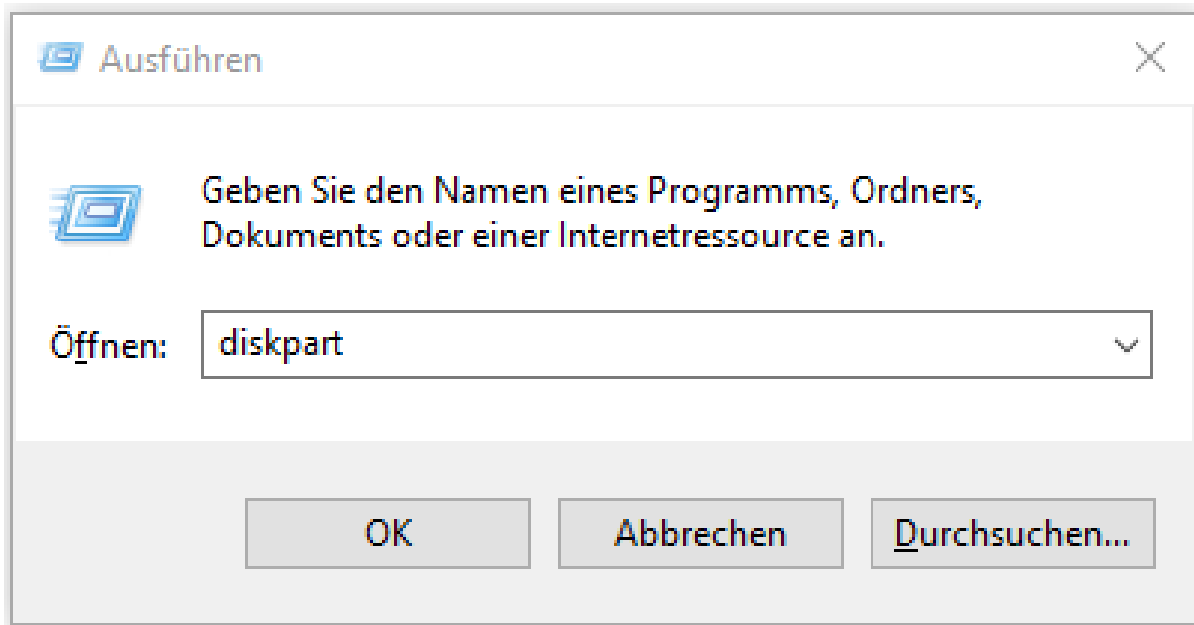 Ausführen
Geben Sie den Namen eines Programms, Ordners,
Dokuments oder einer Internetressource an.
Öffnen: diskpart
OK Abbrechen Durchsuchen...